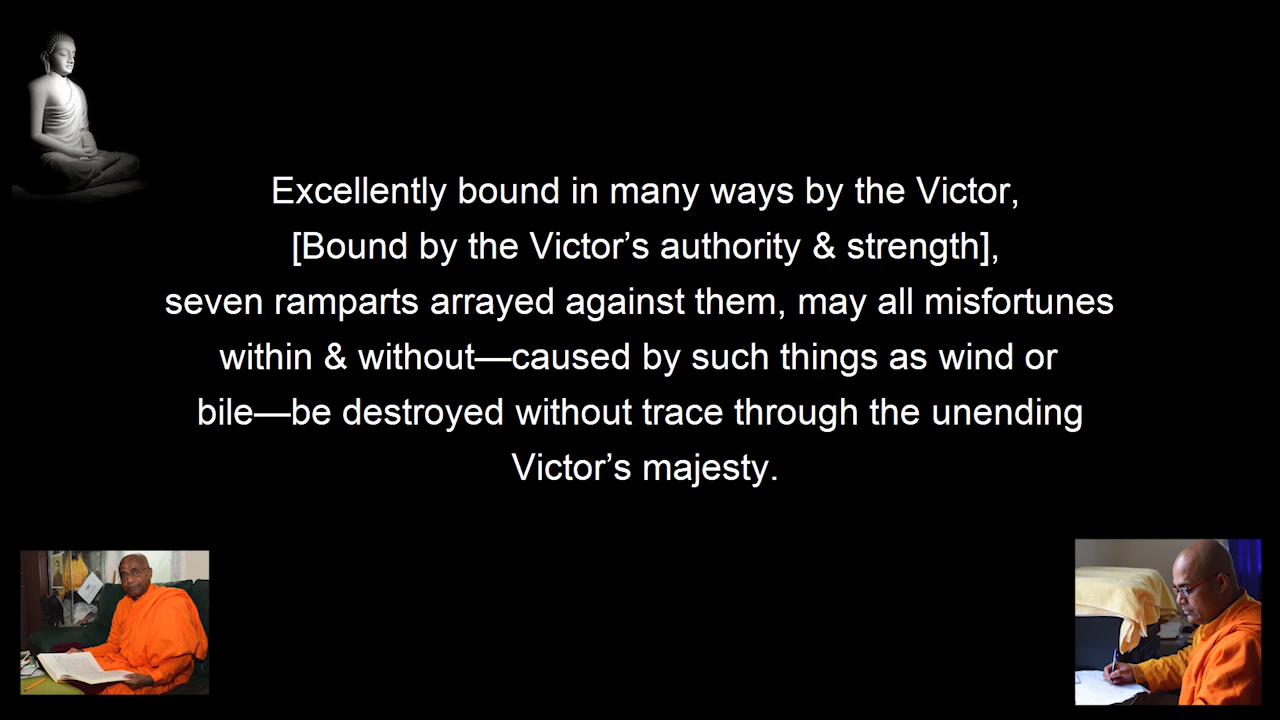 Excellently bound in many ways by the Victor,
[Bound by the Victor’s authority & strength],
seven ramparts arrayed against them, may all misfortunes
within & without—caused by such things as wind or
bile—be destroyed without trace through the unending
Victor’s majesty.